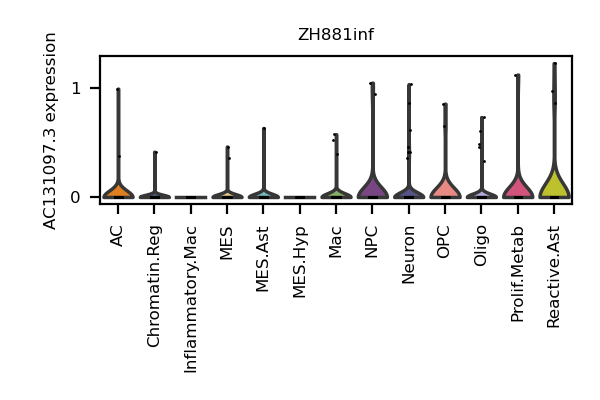 ZH881inf
AC131097.3 expression
1
0
AC
Chromatin.Reg
Inflammatory.Mac
MES
MES.Ast
MES.Hyp
Mac
NPC
Neuron
OPC
Oligo
Prolif.Metab
Reactive.Ast